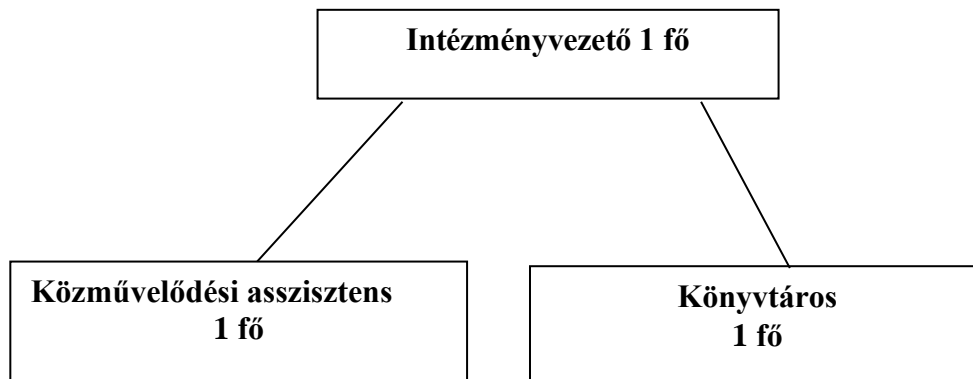 Intézményvezető 1 fő
Közművelődési asszisztens
1 fő
Könyvtáros
1 fő